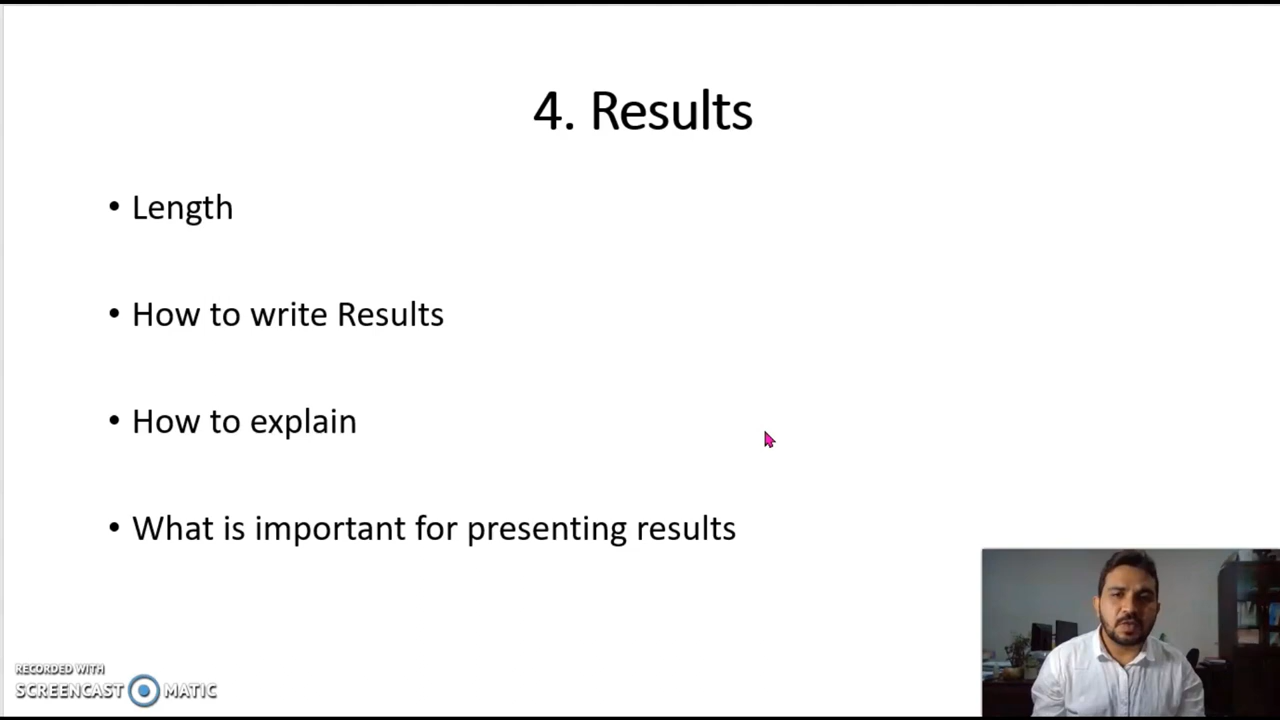 4. Results
• Length
• How to write Results
• How to explain
• What is important for presenting results
RECORDED WITH
SCREENCAST MATIC